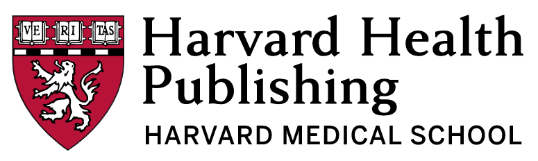 VE RI TAS
Harvard Health
Publishing
HARVARD MEDICAL SCHOOL